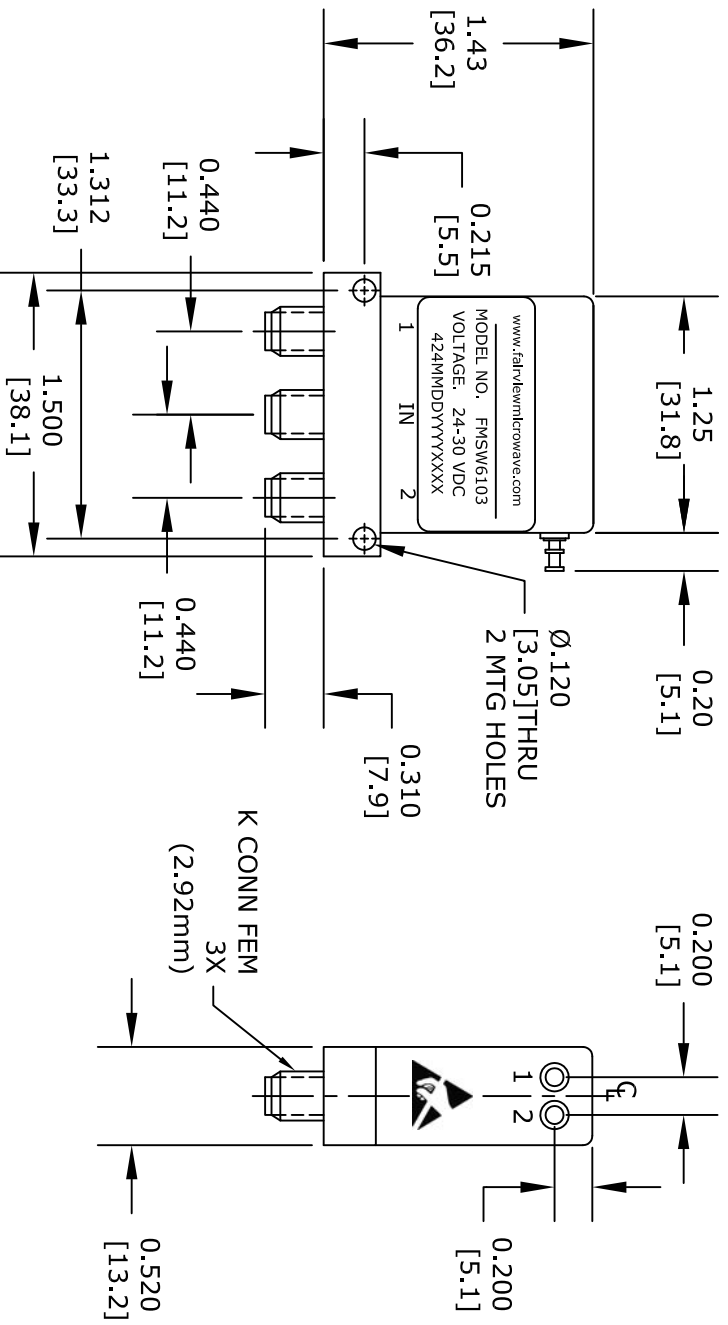 1.43
[36.2]
0.215
[5.5]
0.440
[11.2]
1.312
[33.3]
1.25
[31.8]
0.20
[5.1]
www.fairviewmicrowave.com
MODEL NO. FMSW6103
VOLTAGE. 24-30 VDC
424MMDDYYYYXXXX
1 IN 2
Ø.120
[3.05]THRU
2 MTG HOLES
1.500
[38.1]
0.440
[11.2]
0.310
[7.9]
K CONN FEM
3X
(2.92mm)
0.200
[5.1]
CL
1 2
0.200
[5.1]
0.520
[13.2]